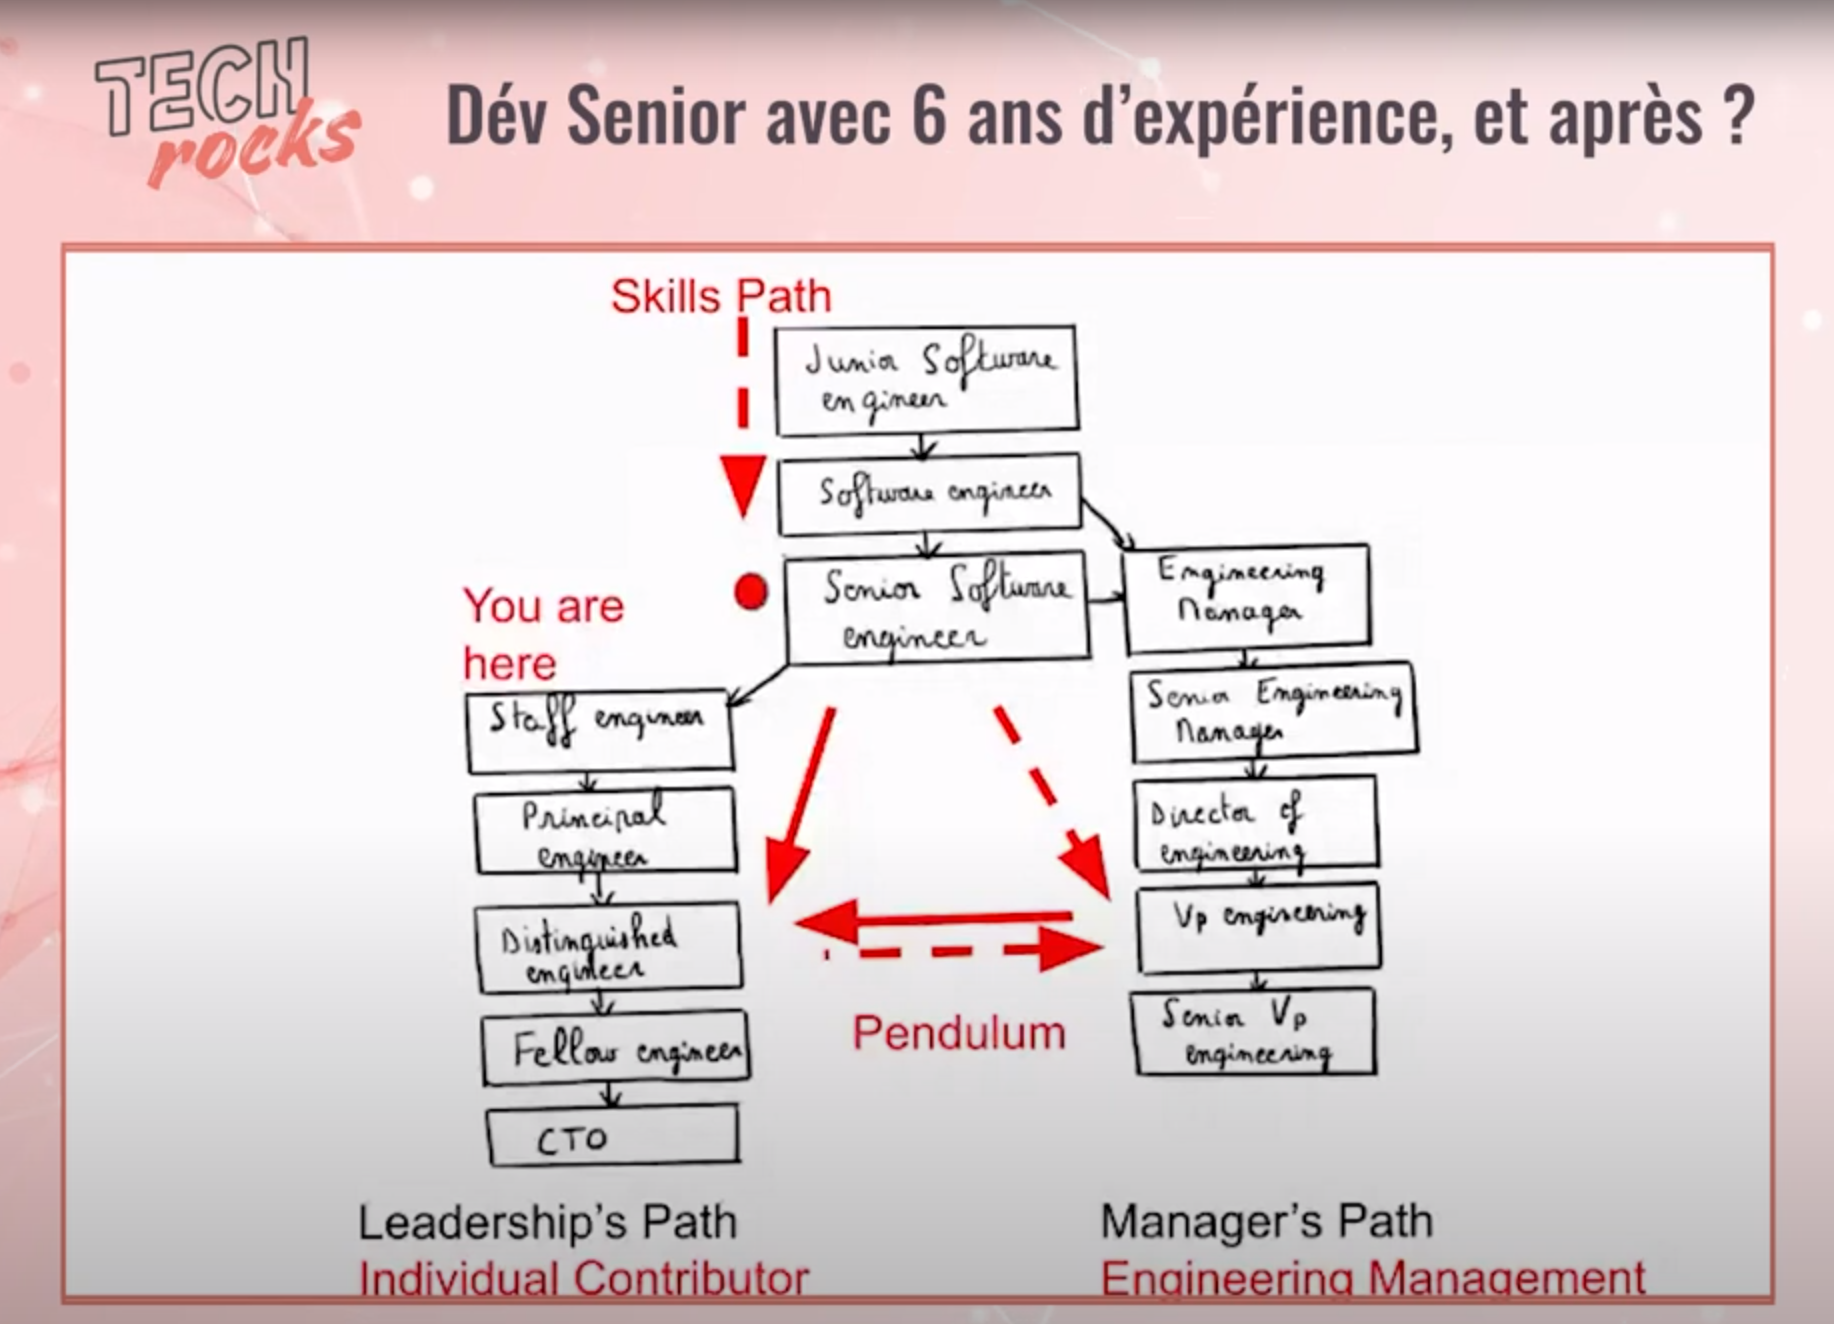 TECH
rocks
Dév Senior avec 6 ans d'expérience, et après ?
Skills Path
Junior Software
engineer
Software engineer
Senior Software
engineer
You are
here
Engineering
Manager
Senior Engineering
Manager
Director of
engineering
Vp engineering
Senior Vp
engineering
Staff engineer
Principal
engineer
Distinguished
engineer
Fellow engineer
CTO
Pendulum
Leadership's Path
Individual Contributor
Manager's Path
Engineering Management